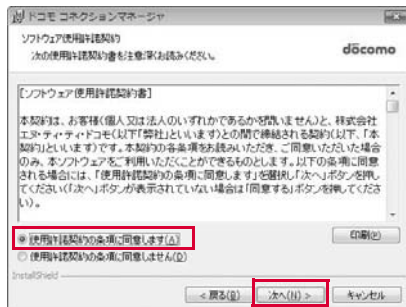 ドコモ コネクションマネージャ
ソフトウェア使用許諾契約
次の使用許諾契約書を注意深くお読みください。
döcomo
[ソフトウェア使用許諾契約書]
本契約は、お客様(個人又は法人のいずれかであるかを問いません)と、株式会社
エヌ・ティ・ティ・ドコモ(以下「弊社」といいます)との間で締結される契約(以下、「本
契約」といいます)です。本契約の各条項をお読みいただき、ご同意いただいた場合
のみ、本ソフトウェアをご利用いただくことができるものとします。以下の条項に同意
される場合には、「使用許諾契約の条項に同意します」を選択し「次へ」ボタンを押し
てください(「次へ」ボタンが表示されていない場合は「同意する」ボタンを押してくださ
い)。
使用許諾契約の条項に同意します(A)
印刷(P)
使用許諾契約の条項に同意しません(D)
InstallShield
< 戻る(B)
次へ(N) >
キャンセル